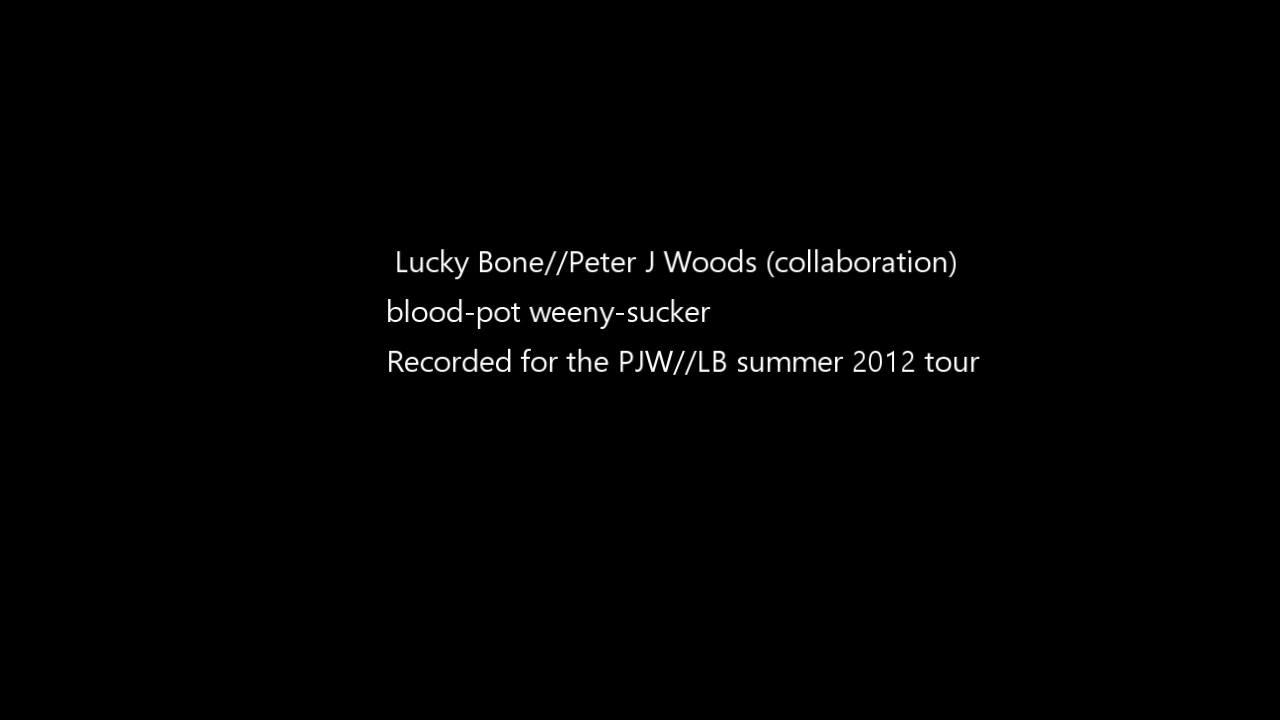 Lucky Bone//Peter J Woods (collaboration)
blood-pot weeny-sucker
Recorded for the PJW//LB summer 2012 tour